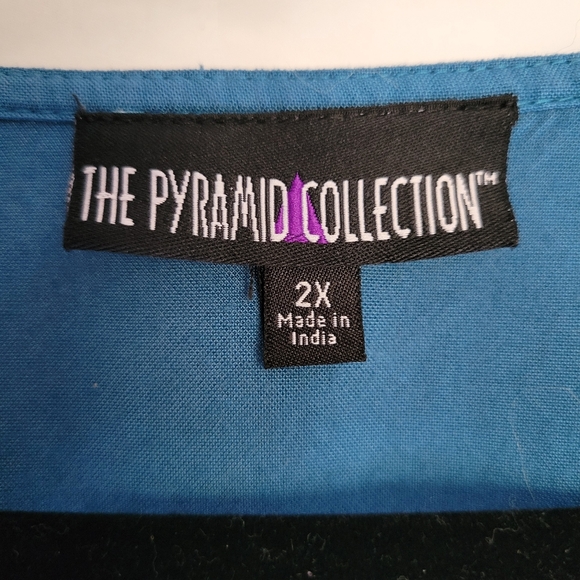 THE PYRAMID COLLECTION™
2X
Made in
India